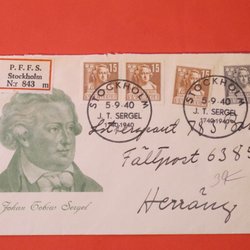 P. F. F. S.
Stockholm
N:r 843 m
15
15
15
STOCKHOLM
5·9·40
J. T. SERGEL
1740-1940
STOCKHOLM
5·9·40
J. T. SERGEL
1740-1940
Fältpost 6385
Herräng
Johan Tobias Sergel